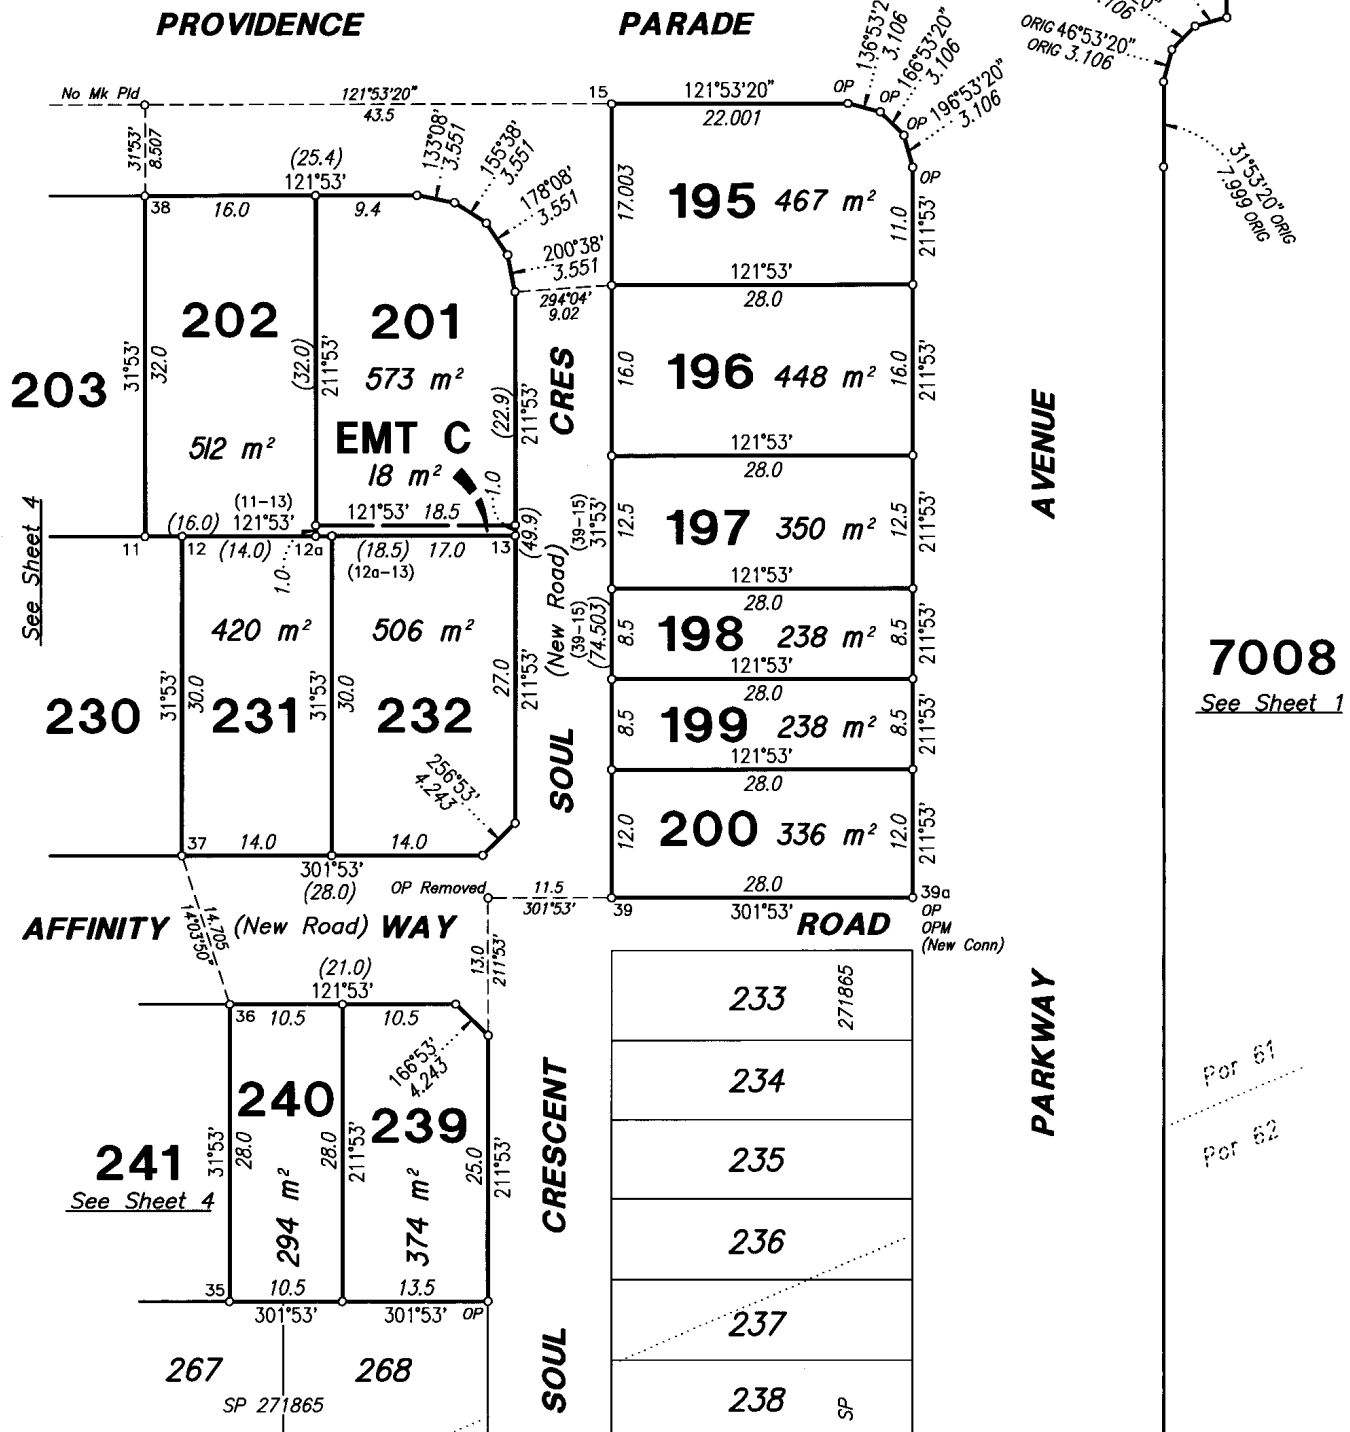 PROVIDENCE PARADE
ORIG 46°53'20"
ORIG 3.106
No Mk Pld
121°53'20"
43.5
15
121°53'20"
22.001
OP
3.106
OP
166°53'20"
3.106
OP
196°53'20"
3.106
OP
31°53'
8.507
(25.4)
121°53'
38
16.0
9.4
133°08'
3.551
155°38'
3.551
178°08'
3.551
200°38'
3.551
294°04'
9.02
17.003
195 467 m²
11.0
211°53'
31°53'20" ORIG
7.999 ORIG
121°53'
28.0
203
31°53'
32.0
202
512 m²
(32.0)
211°53'
201
573 m²
(22.9)
211°53'
EMT C
18 m²
1.0
CRES
16.0
196 448 m²
16.0
211°53'
121°53'
28.0
AVENUE
See Sheet 4
(11-13)
(16.0) 121°53'
121°53' 18.5
11
12
(14.0)
12a
(18.5) 17.0
13
(12a-13)
1.0
(49.9)
(39-15)
31°53'
12.5
197 350 m²
12.5
211°53'
121°53'
28.0
(New Road)
(39-15)
(74.503)
8.5
198 238 m²
8.5
211°53'
121°53'
28.0
7008
See Sheet 1
230
31°53'
30.0
420 m²
231
31°53'
30.0
506 m²
232
27.0
211°53'
256°53'
4.243
SOUL
8.5
199 238 m²
8.5
211°53'
121°53'
28.0
12.0
200 336 m²
12.0
211°53'
37
14.0
14.0
301°53'
(28.0)
OP Removed
11.5
301°53'
28.0
39
301°53'
39a
OP
OPM
(New Conn)
AFFINITY (New Road) WAY
ROAD
14.705
14°03'50"
13.0
211°53'
(21.0)
121°53'
36
10.5
10.5
166°53'
4.243
241
See Sheet 4
31°53'
28.0
240
294 m²
28.0
211°53'
239
374 m²
25.0
211°53'
CRESCENT
PARKWAY
233
271865
234
235
236
237
238
SP
Por 61
Por 62
35
10.5
13.5
301°53'
301°53'
OP
267
268
SP 271865
SOUL